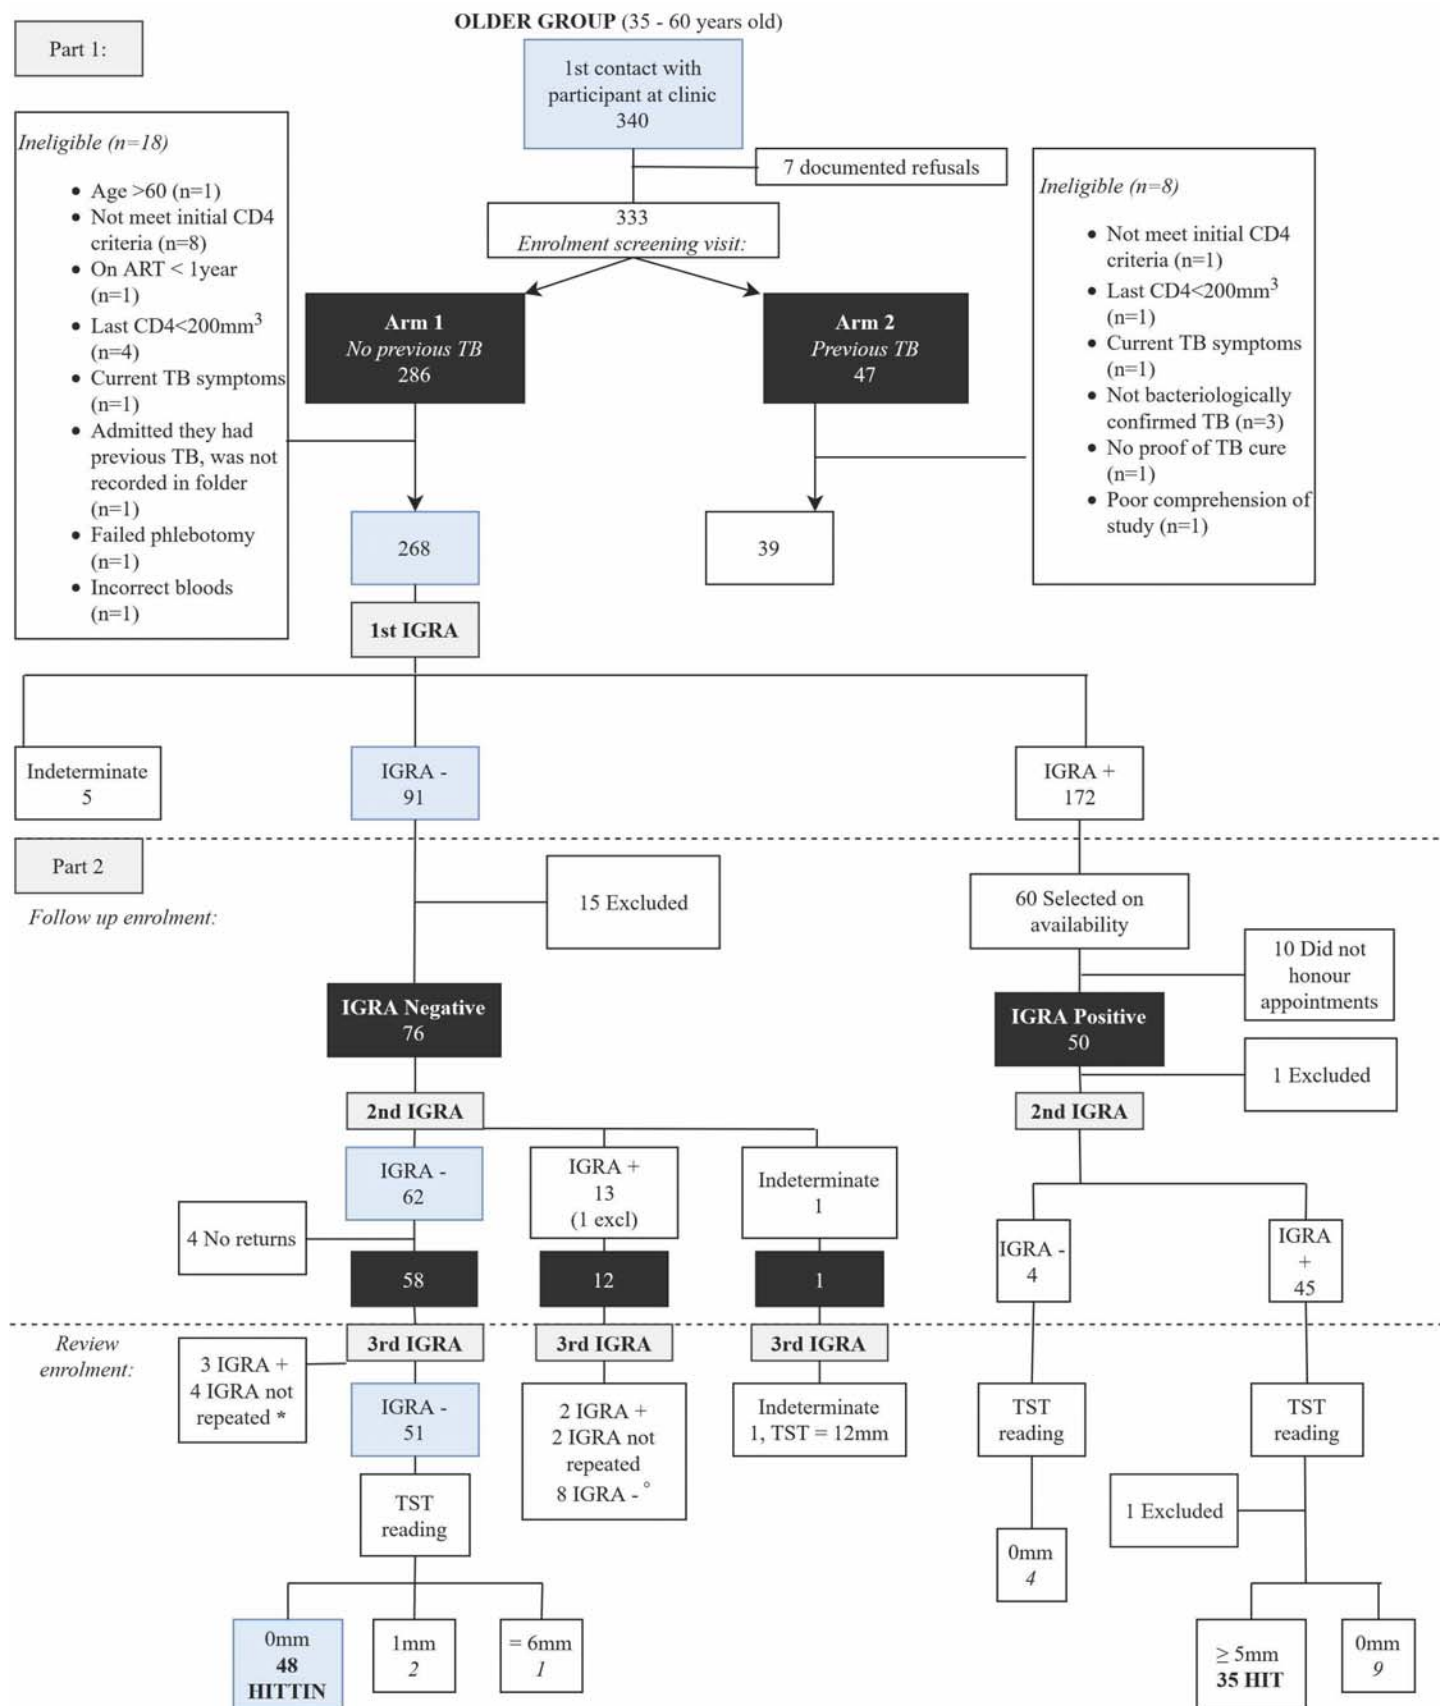 OLDER GROUP (35 - 60 years old)
Part 1:
1st contact with
participant at clinic
340
7 documented refusals
333
Enrolment screening visit:
Ineligible (n=18)
• Age >60 (n=1)
• Not meet initial CD4
criteria (n=8)
• On ART < 1year
(n=1)
• Last CD4<200mm³
(n=4)
• Current TB symptoms
(n=1)
• Admitted they had
previous TB, was not
recorded in folder
(n=1)
• Failed phlebotomy
(n=1)
• Incorrect bloods
(n=1)
Ineligible (n=8)
• Not meet initial CD4
criteria (n=1)
• Last CD4<200mm³
(n=1)
• Current TB symptoms
(n=1)
• Not bacteriologically
confirmed TB (n=3)
• No proof of TB cure
(n=1)
• Poor comprehension of
study (n=1)
Arm 1
No previous TB
286
Arm 2
Previous TB
47
268
39
1st IGRA
Indeterminate
5
IGRA -
91
IGRA +
172
Part 2
Follow up enrolment:
15 Excluded
60 Selected on
availability
10 Did not
honour
appointments
IGRA Negative
76
IGRA Positive
50
1 Excluded
2nd IGRA
2nd IGRA
IGRA -
62
IGRA +
13
(1 excl)
Indeterminate
1
4 No returns
58
12
1
IGRA -
4
IGRA
+
45
Review
enrolment:
3rd IGRA
3rd IGRA
3rd IGRA
3 IGRA +
4 IGRA not
repeated *
IGRA -
51
2 IGRA +
2 IGRA not
repeated
8 IGRA - °
Indeterminate
1, TST = 12mm
TST
reading
TST
reading
TST
reading
1 Excluded
0mm
4
0mm
48
HITTIN
1mm
2
= 6mm
1
≥ 5mm
35 HIT
0mm
9